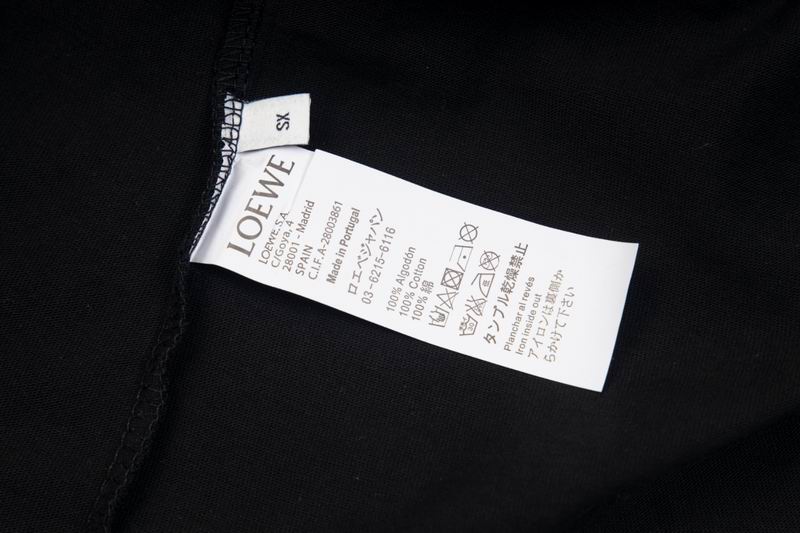 XS
LOEWE
LOEWE.S.A.
C/Goya, 4
28001 - Madrid
SPAIN
C.I.F.A-28003861
Made in Portugal
ロエベジャパン
03-6215-6116
100% Algodón
100% Cotton
100% 綿
タンブル乾燥禁止
Planchar al revés
Iron inside out
アイロンは裏側か
らかけて下さい